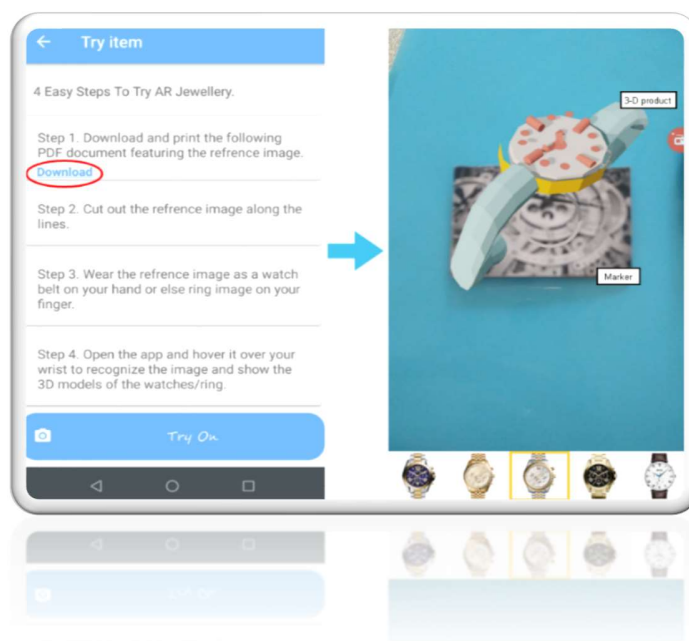 Try item
4 Easy Steps To Try AR Jewellery.
Step 1. Download and print the following
PDF document featuring the refrence image.
Download
Step 2. Cut out the refrence image along the
lines.
Step 3. Wear the refrence image as a watch
belt on your hand or else ring image on your
finger.
Step 4. Open the app and hover it over your
wrist to recognize the image and show the
3D models of the watches/ring.
Try On
3-D product
Marker